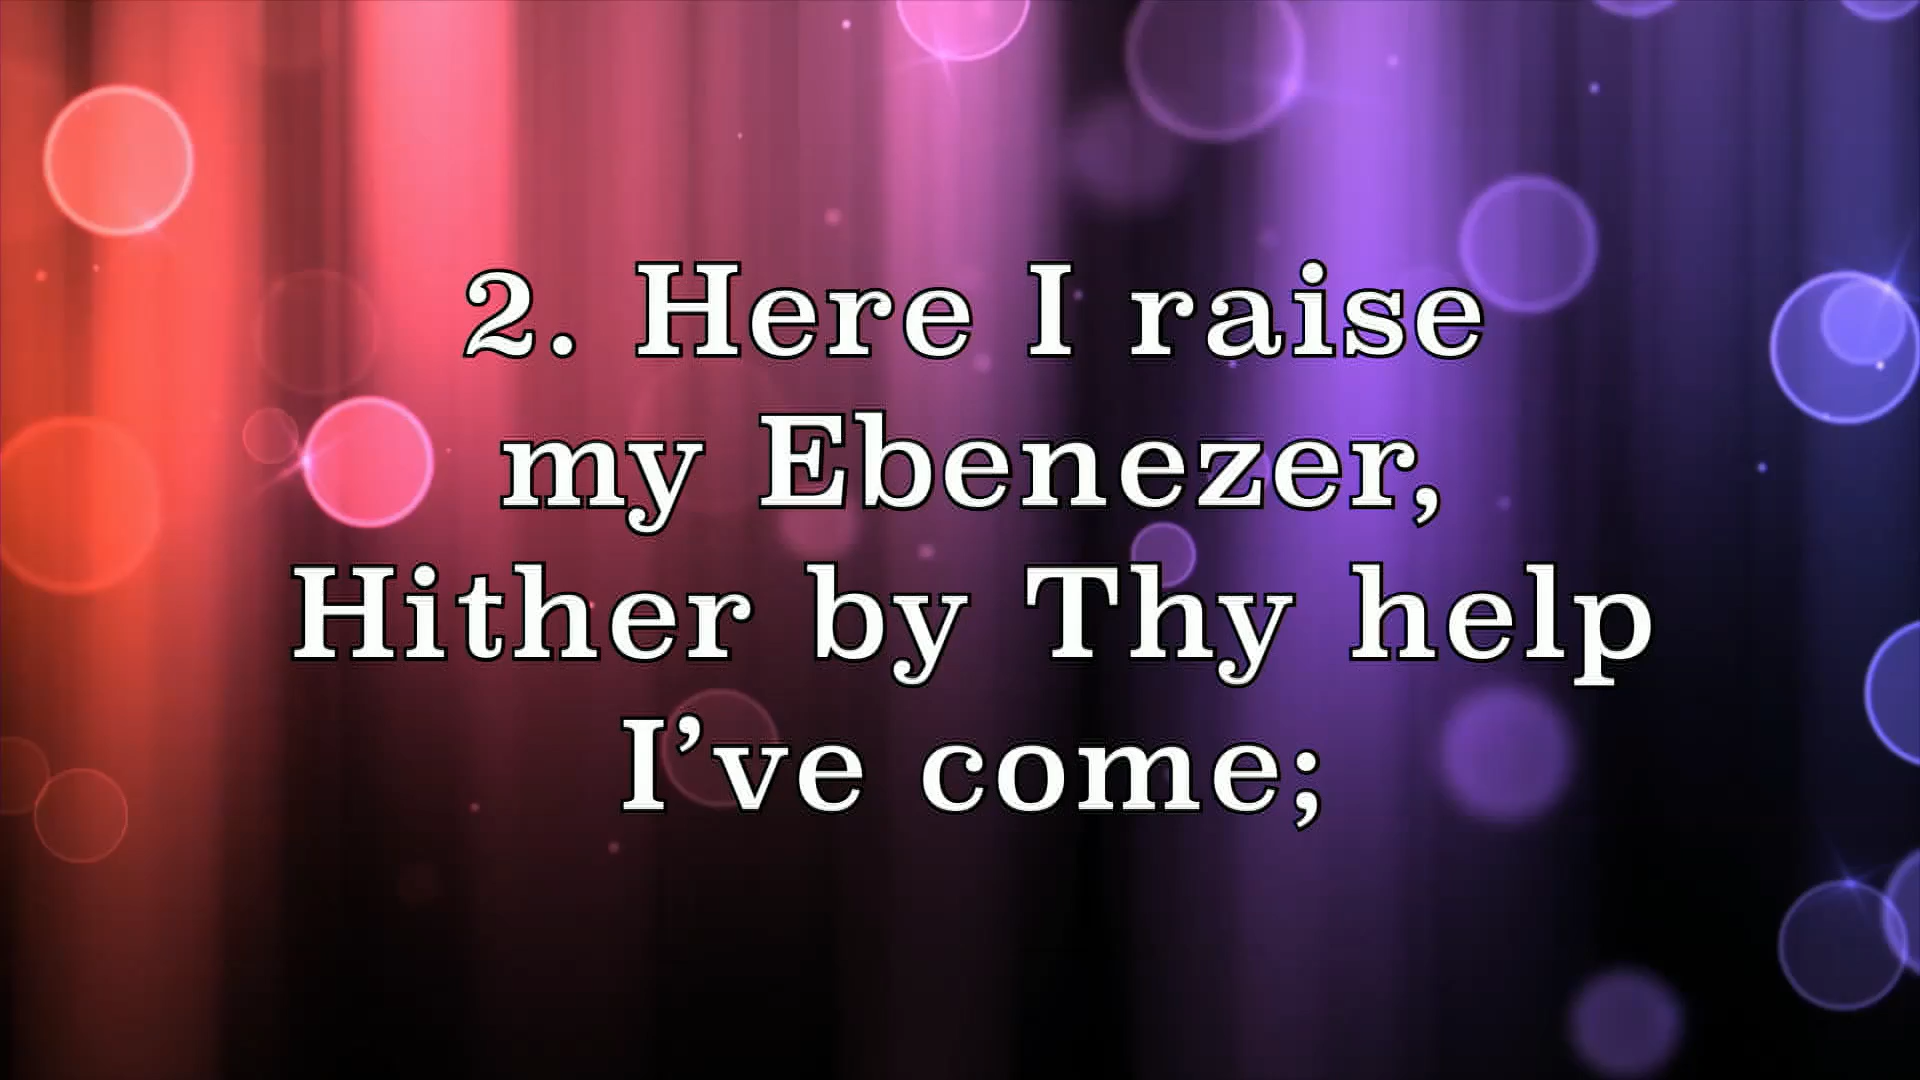 2. Here I raise
my Ebenezer,
Hither by Thy help
I’ve come;